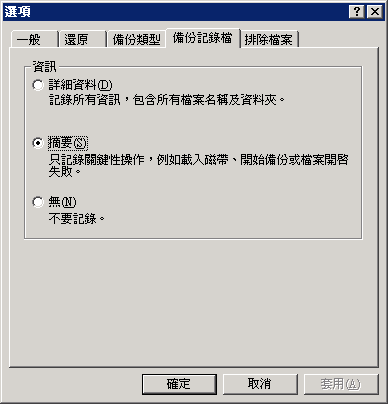 選項
一般 還原 備份類型 備份記錄檔 排除檔案
資訊
詳細資料(D)
記錄所有資訊，包含所有檔案名稱及資料夾。
摘要(S)
只記錄關鍵性操作，例如載入磁帶、開始備份或檔案開啓
失敗。
無(N)
不要記錄。
確定 取消 套用(A)